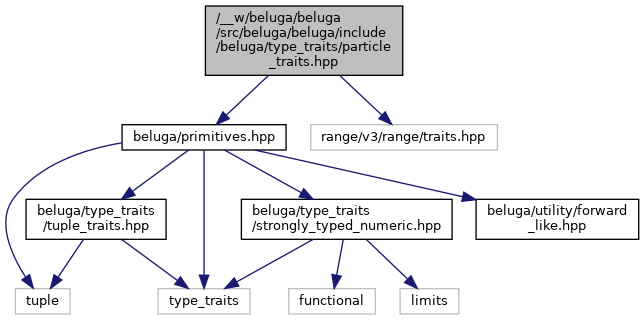 /__w/beluga/beluga
/src/beluga/beluga/include
/beluga/type_traits/particle
_traits.hpp
beluga/primitives.hpp
range/v3/range/traits.hpp
beluga/type_traits
/tuple_traits.hpp
beluga/type_traits
/strongly_typed_numeric.hpp
beluga/utility/forward
_like.hpp
tuple
type_traits
functional
limits